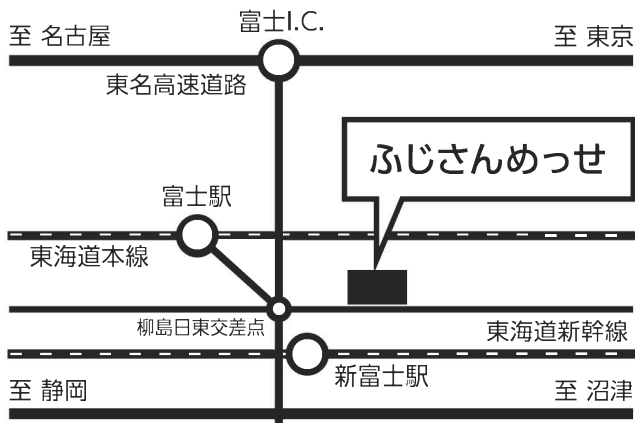 富士I.C.
至 名古屋
至 東京
東名高速道路
ふじさんめっせ
富士駅
東海道本線
柳島日東交差点
東海道新幹線
新富士駅
至 静岡
至 沼津